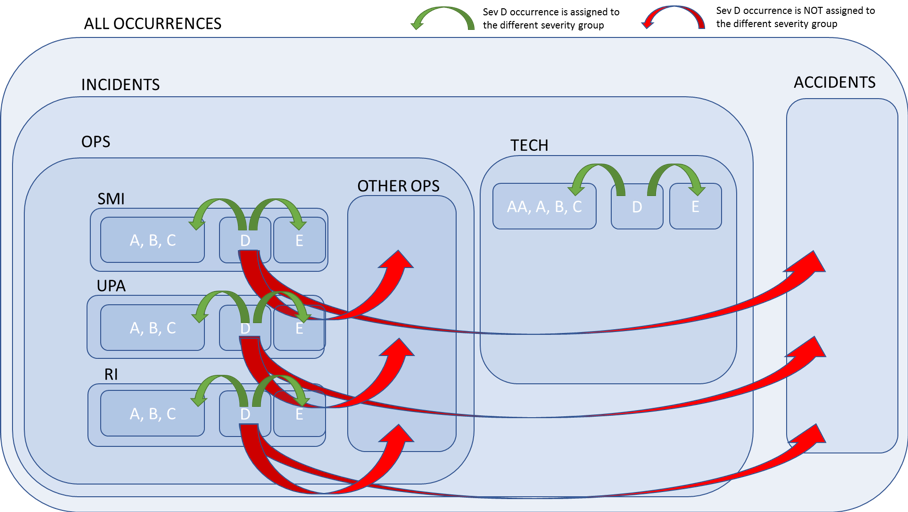 ALL OCCURRENCES
Sev D occurrence is assigned to
the different severity group
Sev D occurrence is NOT assigned to
the different severity group
INCIDENTS
ACCIDENTS
OPS
TECH
OTHER OPS
SMI
A, B, C
D
E
AA, A, B, C
D
E
UPA
A, B, C
D
E
RI
A, B, C
D
E